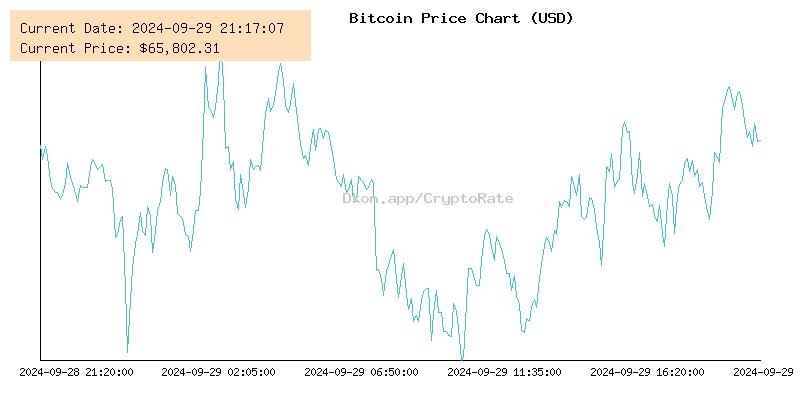 Bitcoin Price Chart (USD)
Current Date: 2024-09-29 21:17:07
Current Price: $65,802.31
Dkon.app/CryptoRate
2024-09-28 21:20:00 2024-09-29 02:05:00 2024-09-29 06:50:00 2024-09-29 11:35:00 2024-09-29 16:20:00 2024-09-29